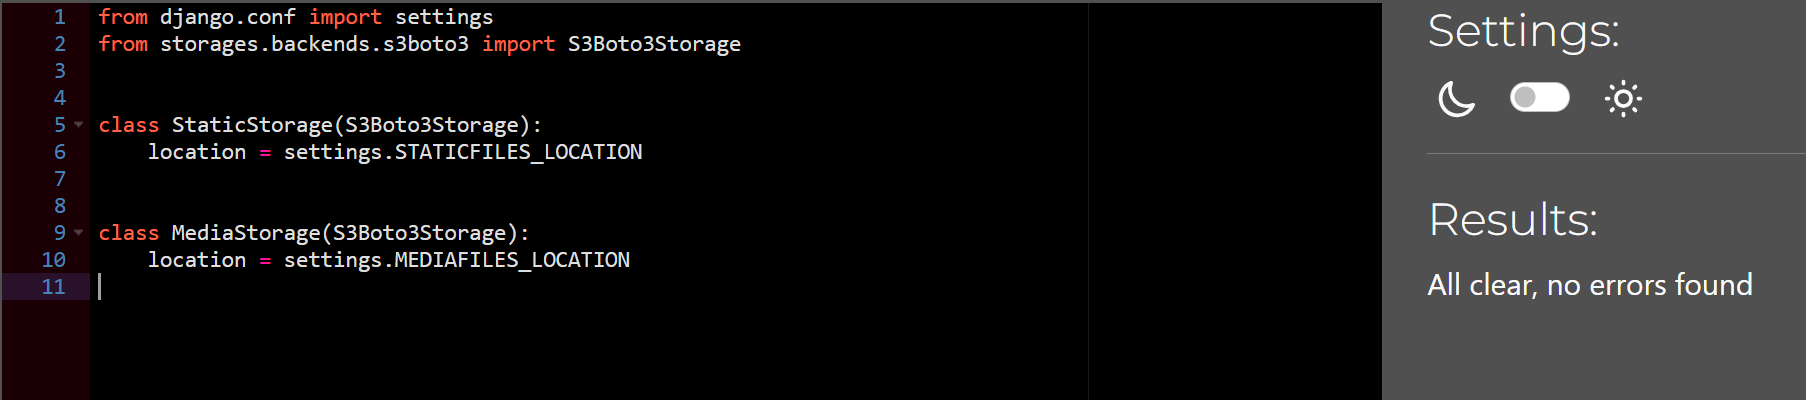 1 from django.conf import settings
2 from storages.backends.s3boto3 import S3Boto3Storage
3
4
5 class StaticStorage(S3Boto3Storage):
6     location = settings.STATICFILES_LOCATION
7
8
9 class MediaStorage(S3Boto3Storage):
10     location = settings.MEDIAFILES_LOCATION
11
Settings:
Results:
All clear, no errors found